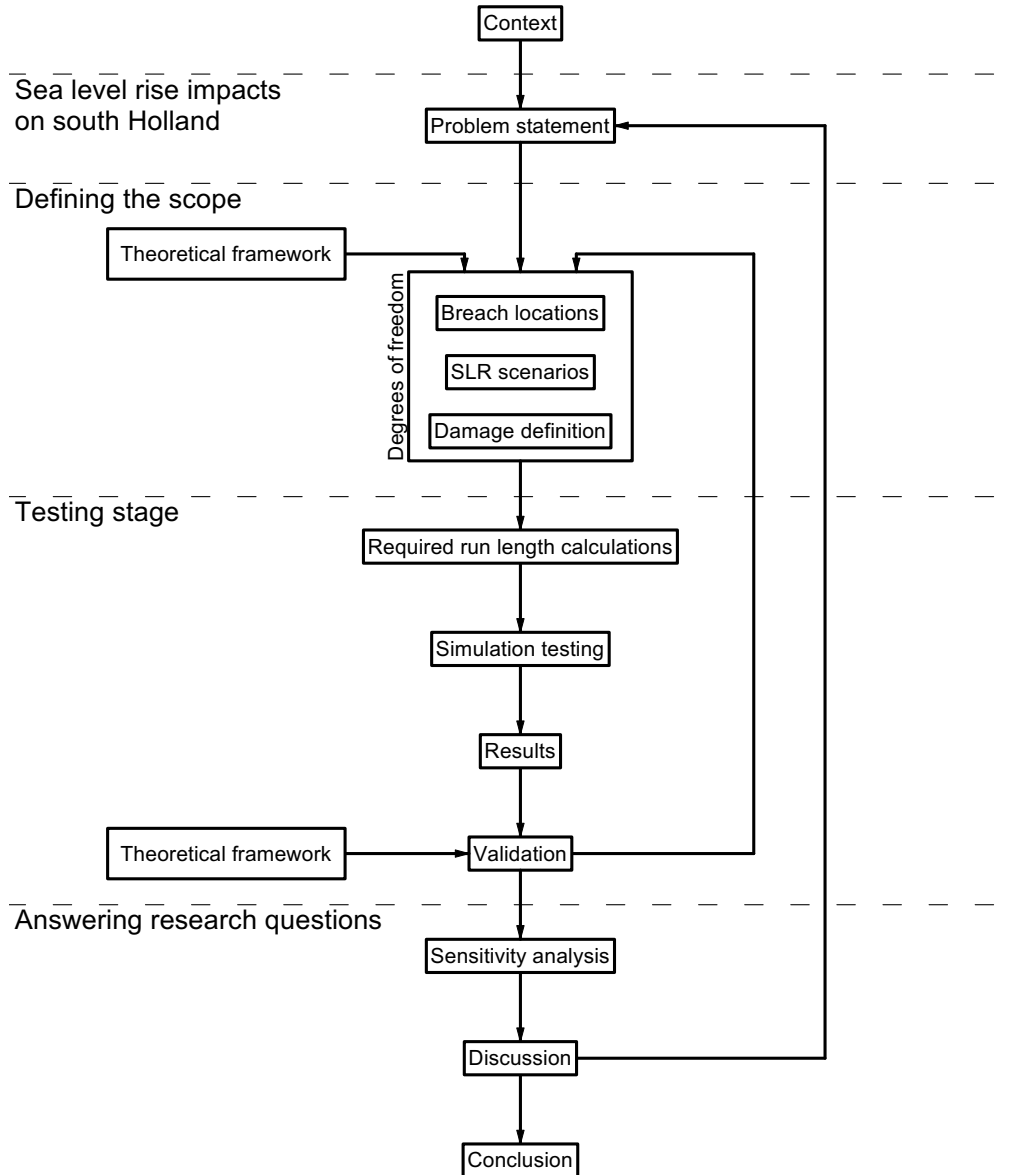 Context
Sea level rise impacts
on south Holland
Problem statement
Defining the scope
Theoretical framework
Degrees of freedom
Breach locations
SLR scenarios
Damage definition
Testing stage
Required run length calculations
Simulation testing
Results
Theoretical framework
Validation
Answering research questions
Sensitivity analysis
Discussion
Conclusion